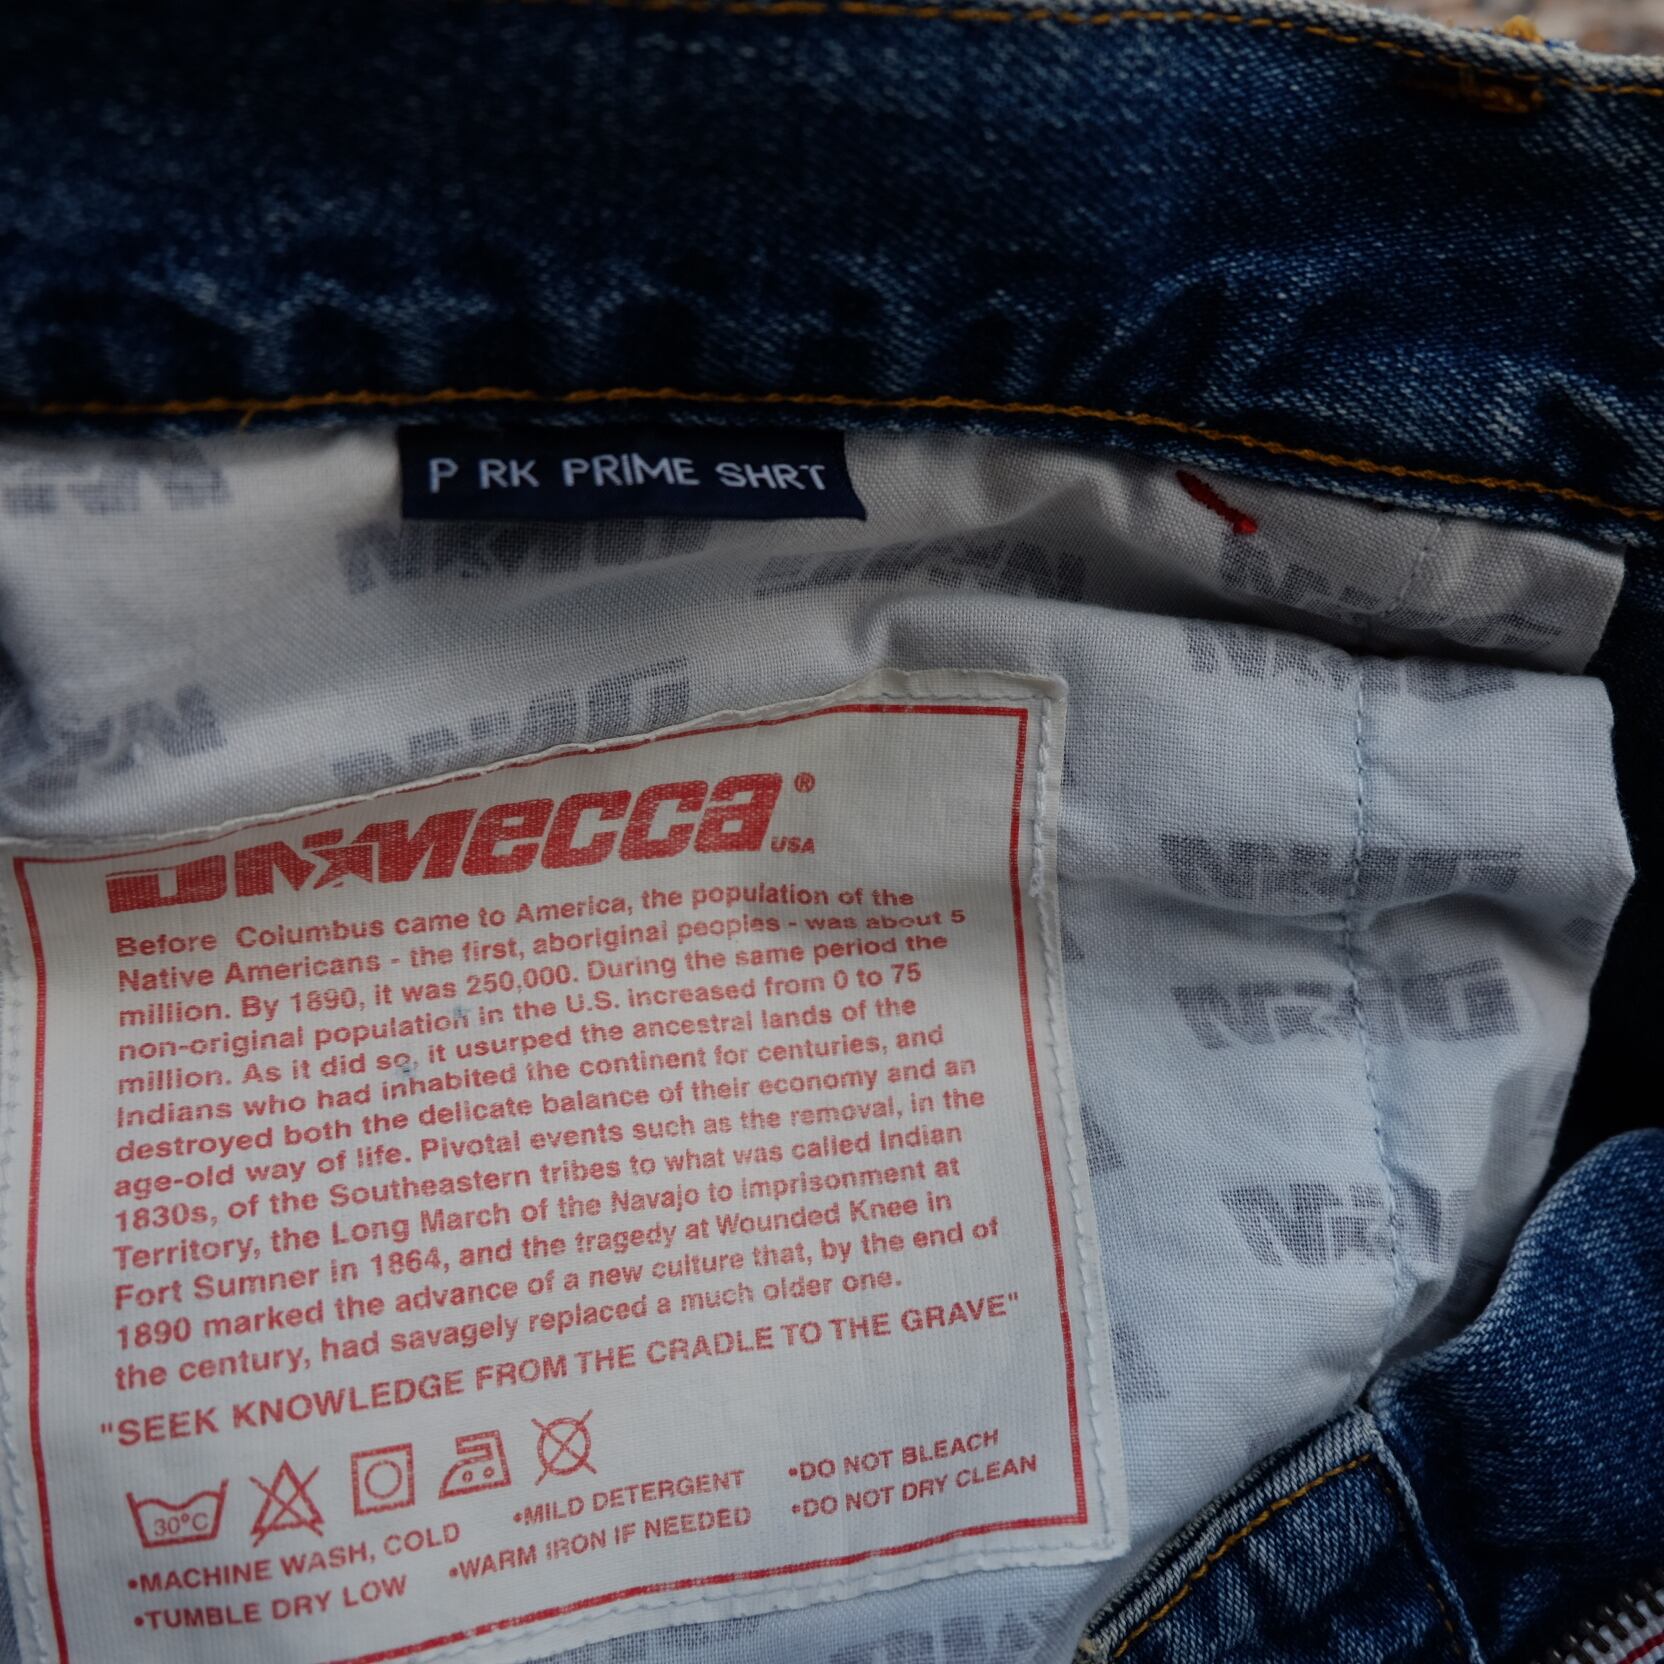 P RK PRIME SHRT
MECCA®
USA
Before Columbus came to America, the population of the
Native Americans - the first, aboriginal peoples - was about 5
million. By 1890, it was 250,000. During the same period the
non-original population in the U.S. increased from 0 to 75
million. As it did so, it usurped the ancestral lands of the
Indians who had inhabited the continent for centuries, and
destroyed both the delicate balance of their economy and an
age-old way of life. Pivotal events such as the removal, in the
1830s, of the Southeastern tribes to what was called Indian
Territory, the Long March of the Navajo to imprisonment at
Fort Sumner in 1864, and the tragedy at Wounded Knee in
1890 marked the advance of a new culture that, by the end of
the century, had savagely replaced a much older one.
"SEEK KNOWLEDGE FROM THE CRADLE TO THE GRAVE"
30°C
•MACHINE WASH, COLD •MILD DETERGENT •DO NOT BLEACH
•TUMBLE DRY LOW •WARM IRON IF NEEDED •DO NOT DRY CLEAN